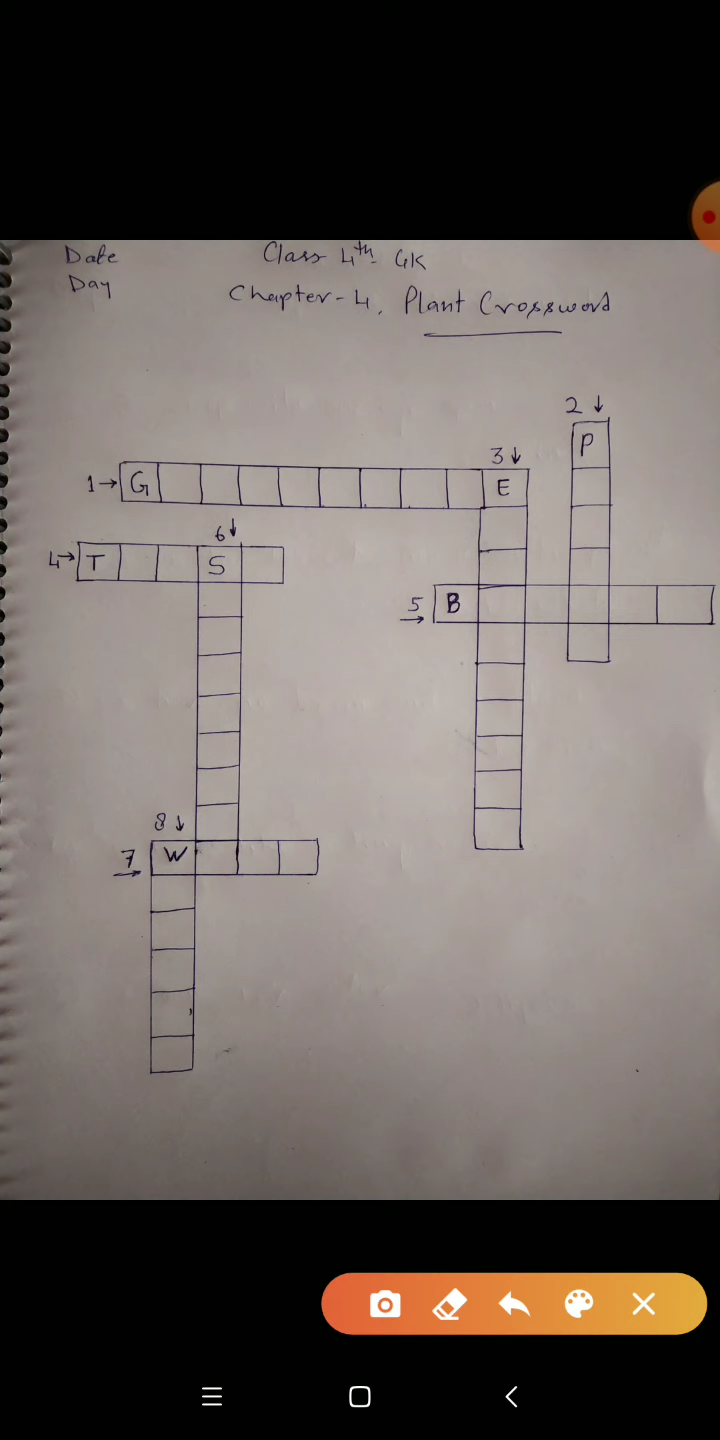 Date Class 4th GK
Day Chapter-4, Plant Crossword
2 ↓
P
3 ↓
1→ G E
6 ↓
4→ T S
5 → B
8 ↓
7 → W